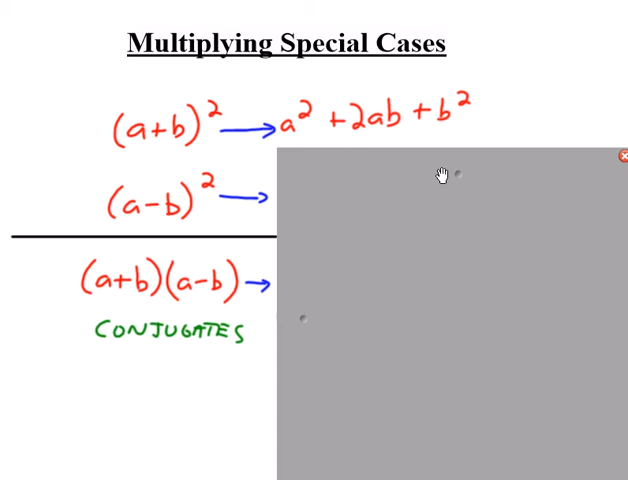 Multiplying Special Cases
(a+b)² → a² + 2ab + b²
(a-b)² →
(a+b)(a-b) →
CONJUGATES